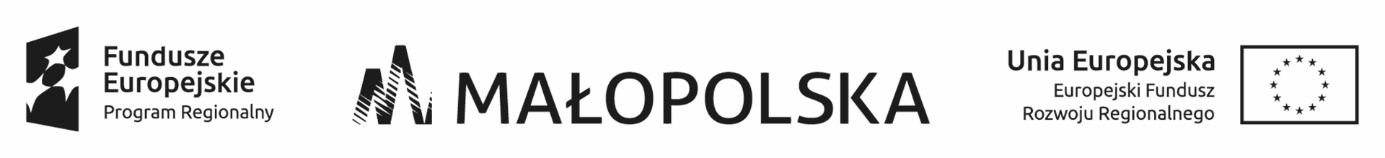 Fundusze
Europejskie
Program Regionalny
MAŁOPOLSKA
Unia Europejska
Europejski Fundusz
Rozwoju Regionalnego